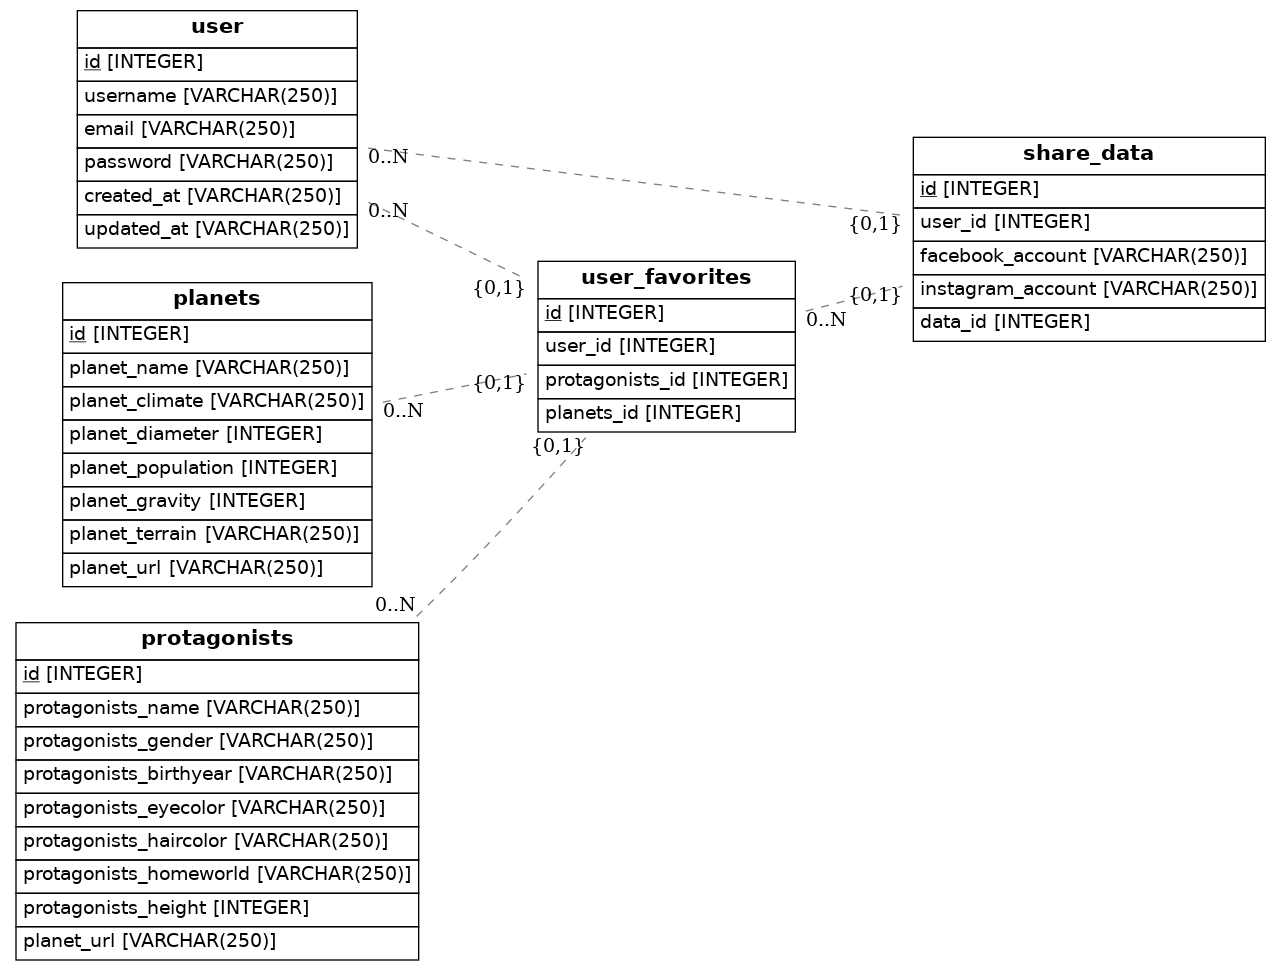 user
id [INTEGER]
username [VARCHAR(250)]
email [VARCHAR(250)]
password [VARCHAR(250)]
created_at [VARCHAR(250)]
updated_at [VARCHAR(250)]
0..N
0..N
share_data
id [INTEGER]
user_id [INTEGER]
facebook_account [VARCHAR(250)]
instagram_account [VARCHAR(250)]
data_id [INTEGER]
{0,1}
{0,1}
user_favorites
id [INTEGER]
user_id [INTEGER]
protagonists_id [INTEGER]
planets_id [INTEGER]
{0,1}
0..N
{0,1}
{0,1}
planets
id [INTEGER]
planet_name [VARCHAR(250)]
planet_climate [VARCHAR(250)]
planet_diameter [INTEGER]
planet_population [INTEGER]
planet_gravity [INTEGER]
planet_terrain [VARCHAR(250)]
planet_url [VARCHAR(250)]
0..N
0..N
protagonists
id [INTEGER]
protagonists_name [VARCHAR(250)]
protagonists_gender [VARCHAR(250)]
protagonists_birthyear [VARCHAR(250)]
protagonists_eyecolor [VARCHAR(250)]
protagonists_haircolor [VARCHAR(250)]
protagonists_homeworld [VARCHAR(250)]
protagonists_height [INTEGER]
planet_url [VARCHAR(250)]